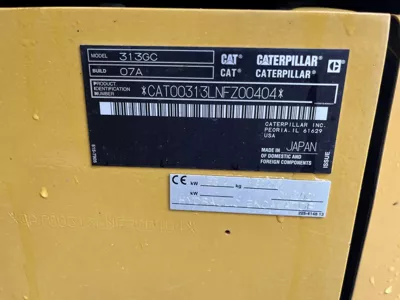 MODEL 313GC CAT CATERPILLAR
BUILD 07A CAT CATERPILLAR
PRODUCT IDENTIFICATION NUMBER *CAT00313LNFZ00404*
CATERPILLAR INC.
PEORIA, IL 61629
USA
MADE IN JAPAN
OF DOMESTIC AND
FOREIGN COMPONENTS
ISSUE
CE kW kg
kW